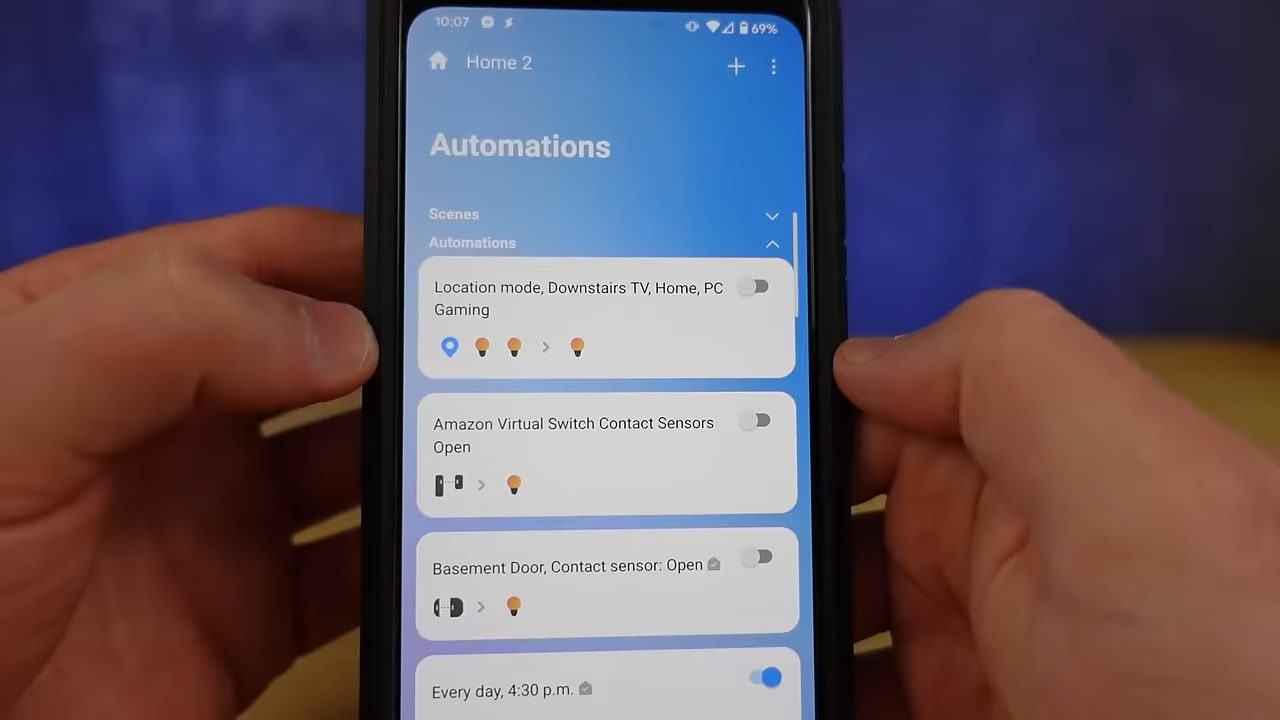 10:07
69%
Home 2
Automations
Scenes
Automations
Location mode, Downstairs TV, Home, PC
Gaming
Amazon Virtual Switch Contact Sensors
Open
Basement Door, Contact sensor: Open
Every day, 4:30 p.m.